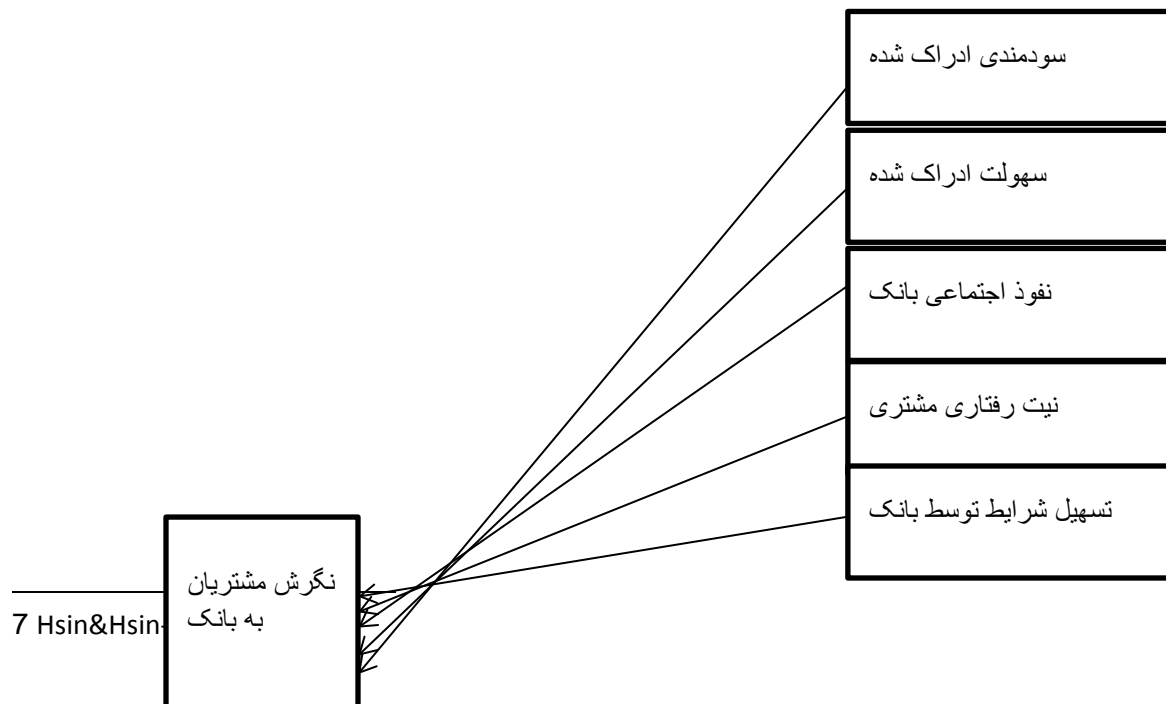 سودمندی ادراک شده
سهولت ادراک شده
نفوذ اجتماعی بانک
نیت رفتاری مشتری
تسهیل شرایط توسط بانک
نگرش مشتریان
به بانک
7 Hsin&Hsin-